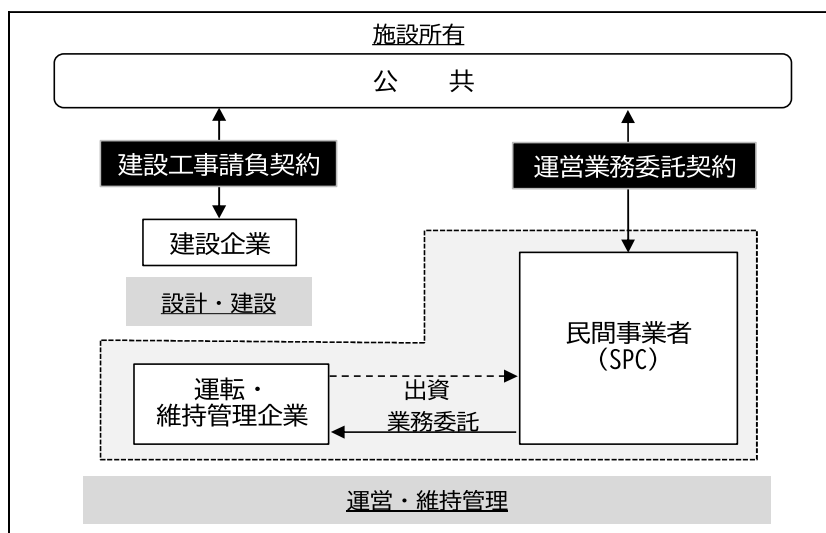 施設所有
公　　共
建設工事請負契約
運営業務委託契約
建設企業
設計・建設
民間事業者
（SPC）
運転・
維持管理企業
出資
業務委託
運営・維持管理